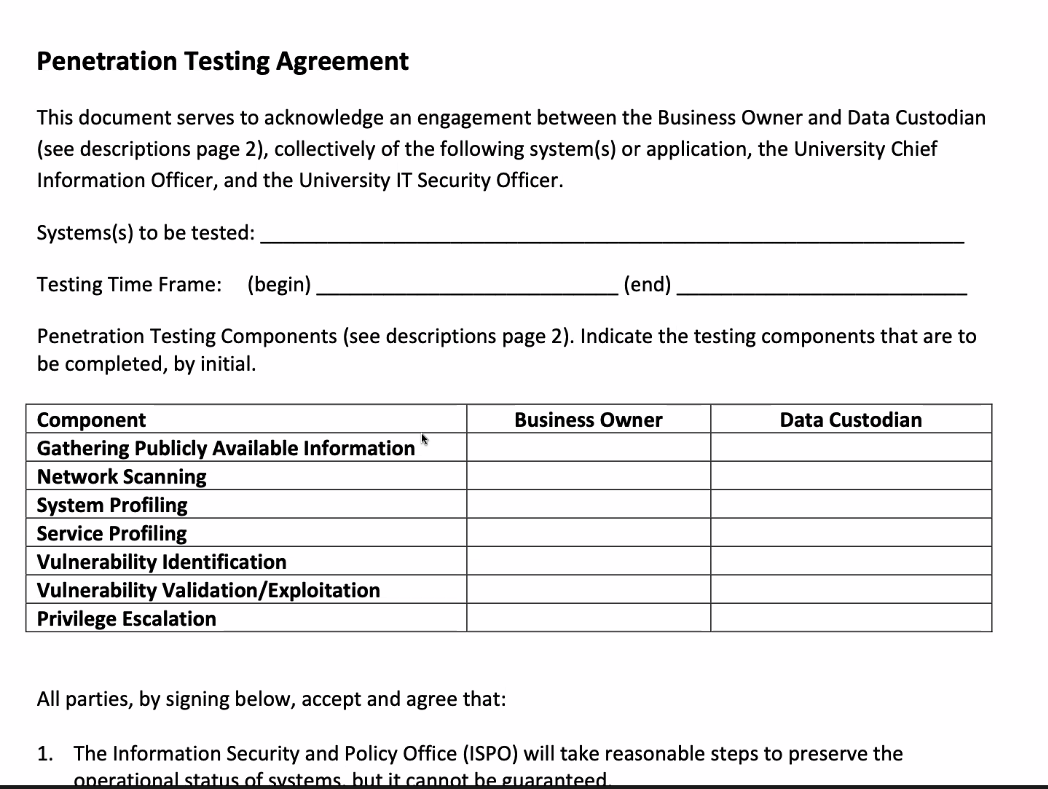 Penetration Testing Agreement
This document serves to acknowledge an engagement between the Business Owner and Data Custodian
(see descriptions page 2), collectively of the following system(s) or application, the University Chief
Information Officer, and the University IT Security Officer.
Systems(s) to be tested:
Testing Time Frame: (begin) (end)
Penetration Testing Components (see descriptions page 2). Indicate the testing components that are to
be completed, by initial.
Component Business Owner Data Custodian
Gathering Publicly Available Information
Network Scanning
System Profiling
Service Profiling
Vulnerability Identification
Vulnerability Validation/Exploitation
Privilege Escalation
All parties, by signing below, accept and agree that:
1. The Information Security and Policy Office (ISPO) will take reasonable steps to preserve the
operational status of systems, but it cannot be guaranteed.